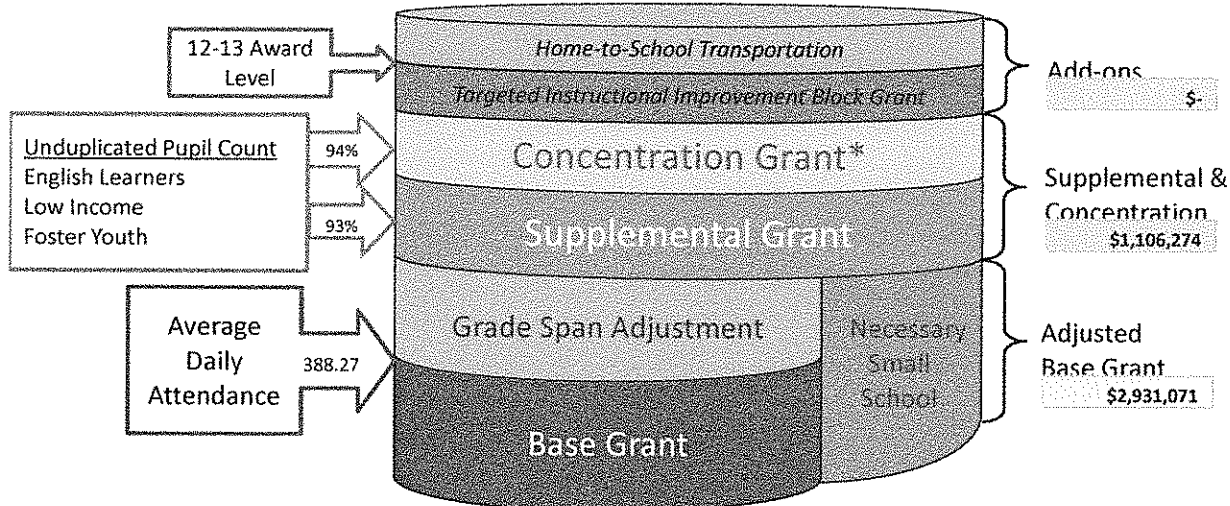 12-13 Award
Level
Home-to-School Transportation
Targeted Instructional Improvement Block Grant
Add-ons
$-
Unduplicated Pupil Count
English Learners
Low Income
Foster Youth
94%
93%
Concentration Grant*
Supplemental Grant
Supplemental &
Concentration
$1,106,274
Average
Daily
Attendance
388.27
Grade Span Adjustment
Base Grant
Necessary
Small
School
Adjusted
Base Grant
$2,931,071